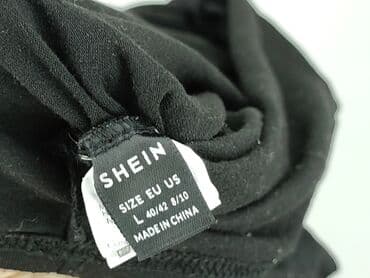 SHEIN
SIZE EU US
L 40/42 8/10
MADE IN CHINA